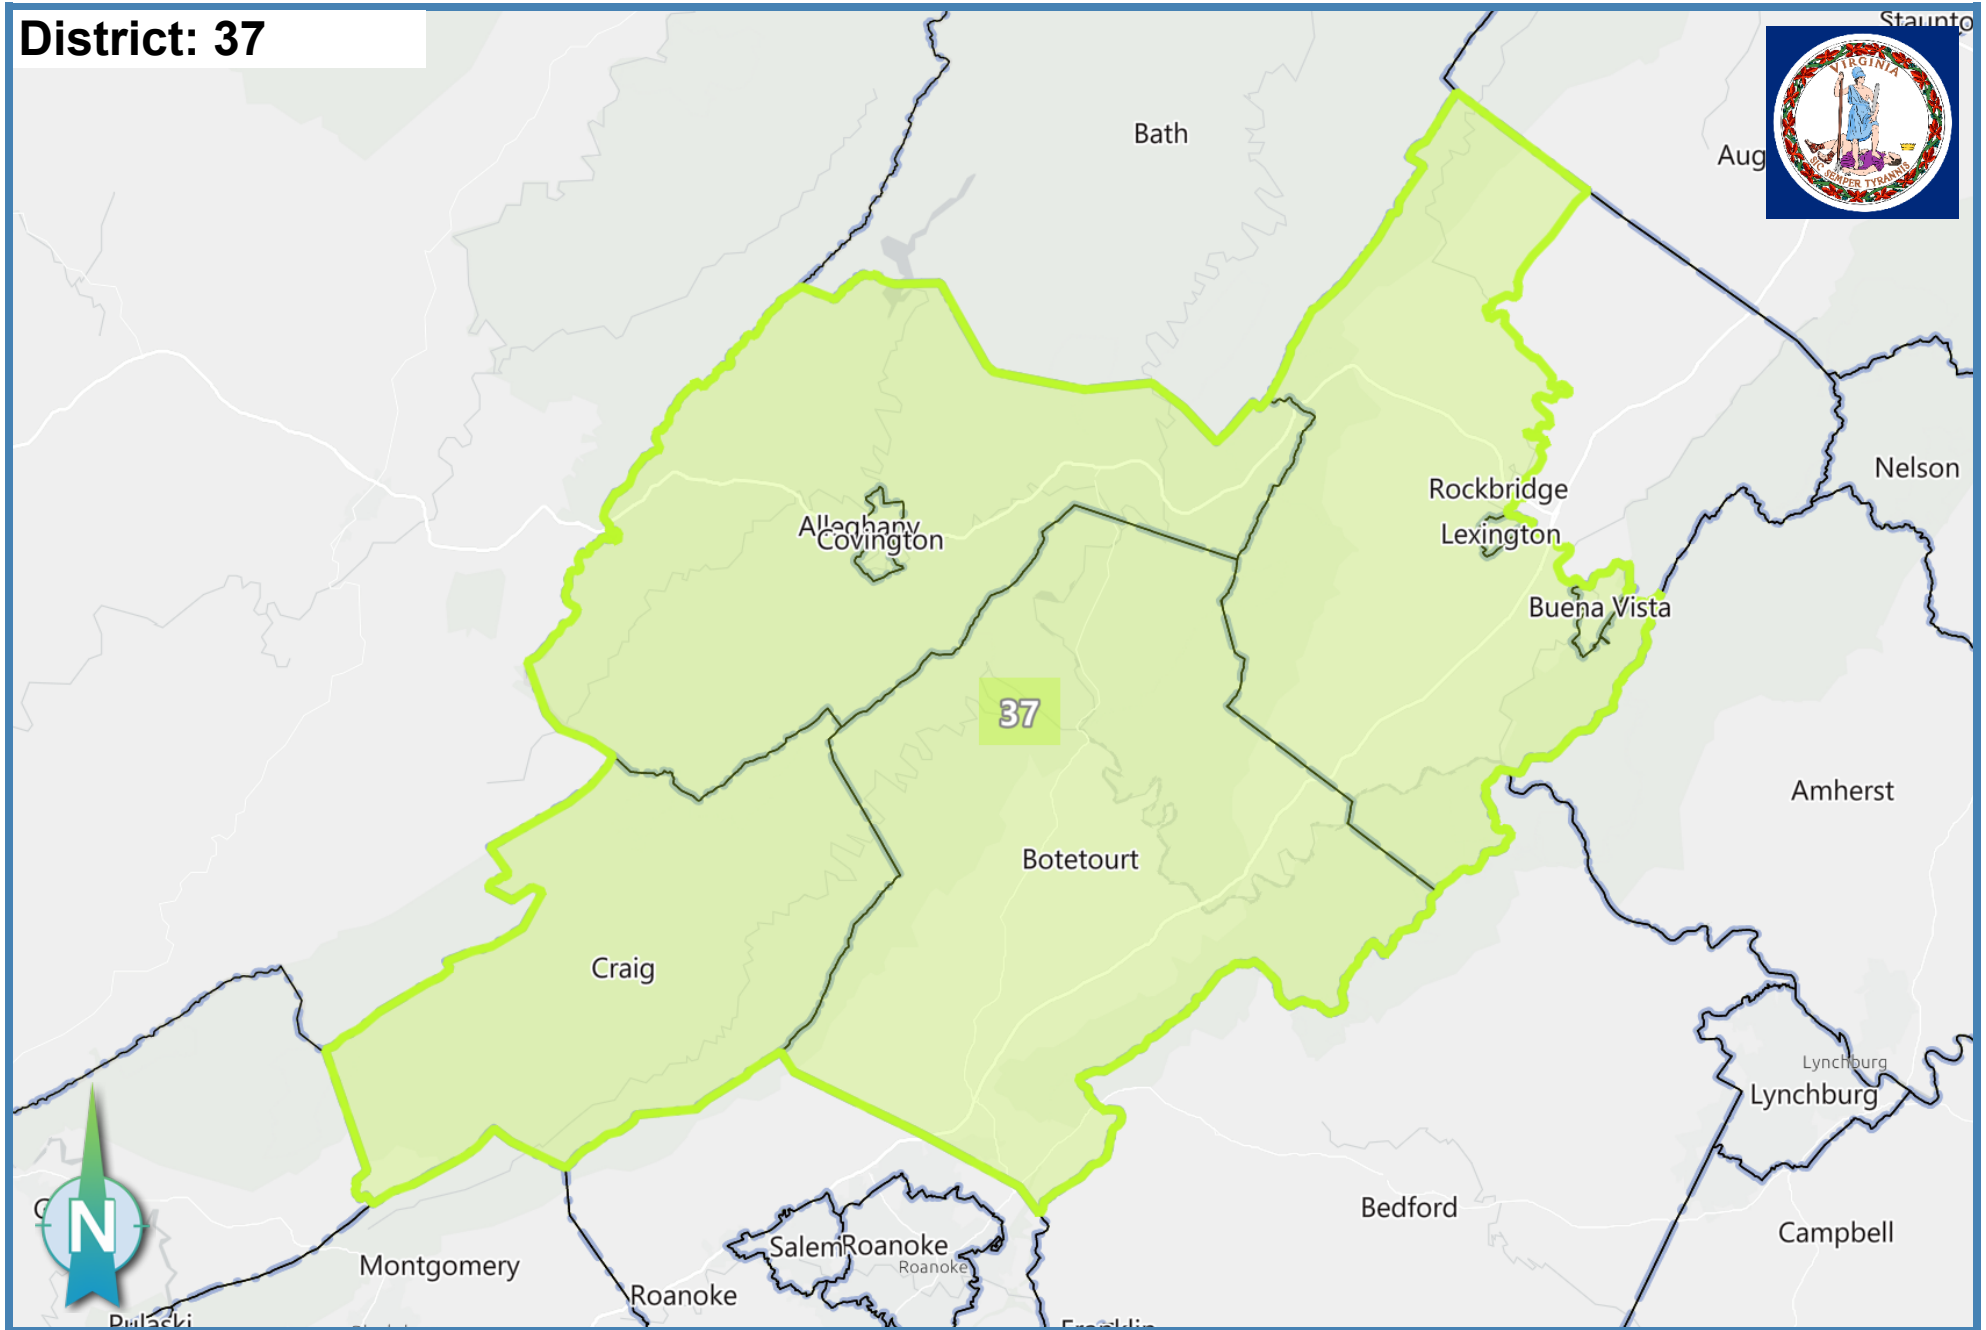 District: 37
Staunto
VIRGINIA
SIC SEMPER TYRANNIS
Bath
Aug
Nelson
Rockbridge
Alleghany
Lexington
Covington
Buena Vista
37
Amherst
Botetourt
Craig
Lynchburg
Lynchburg
N
Bedford
Campbell
Salem
Roanoke
Montgomery
Roanoke
Roanoke
Pulaski
Franklin